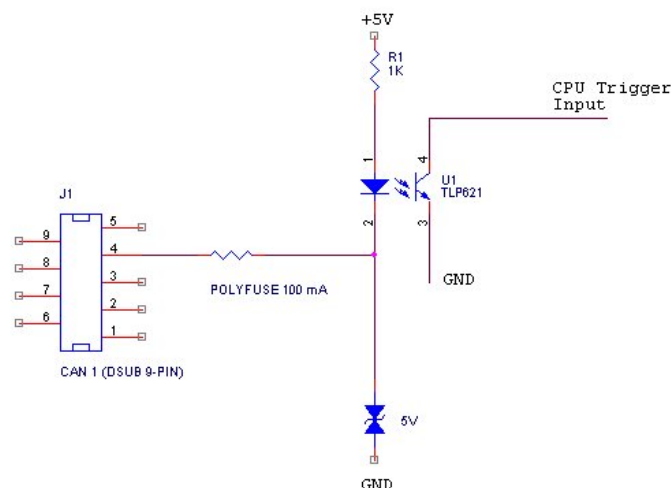 +5V
R1
1K
CPU Trigger
Input
1
4
U1
TLP621
2
3
GND
J1
5
9
4
8
3
7
2
6
1
POLYFUSE 100 mA
CAN 1 (DSUB 9-PIN)
5V
GND